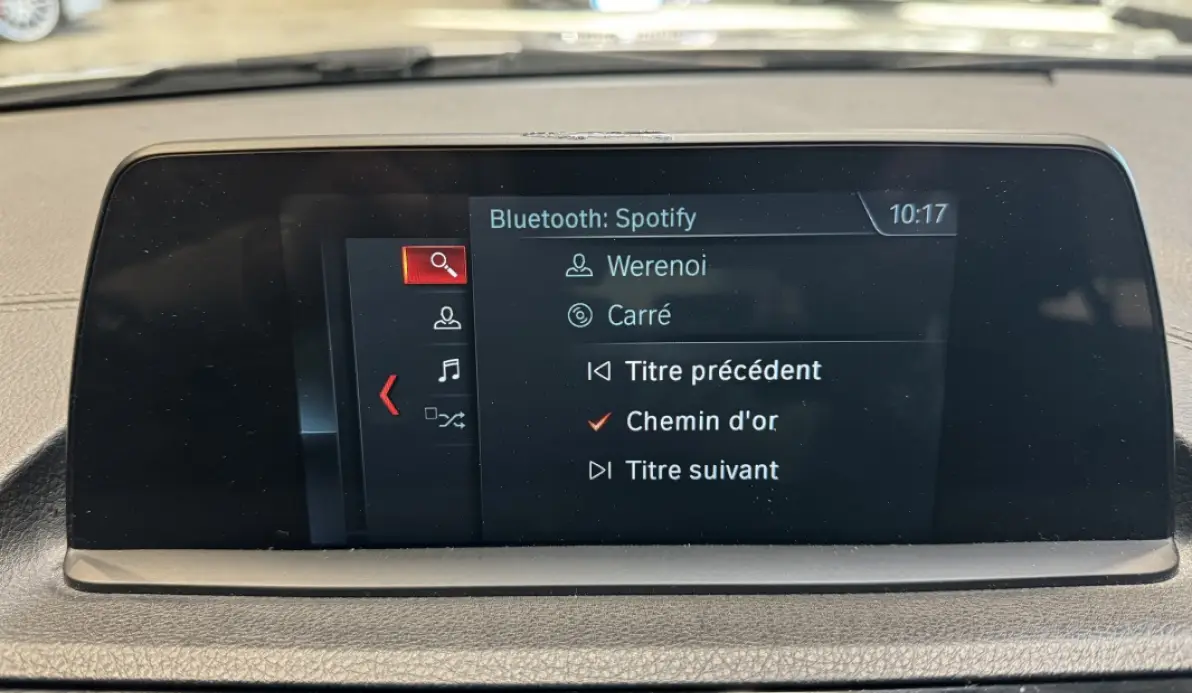 Bluetooth: Spotify
10:17
Werenoi
Carré
Titre précédent
Chemin d'or
Titre suivant